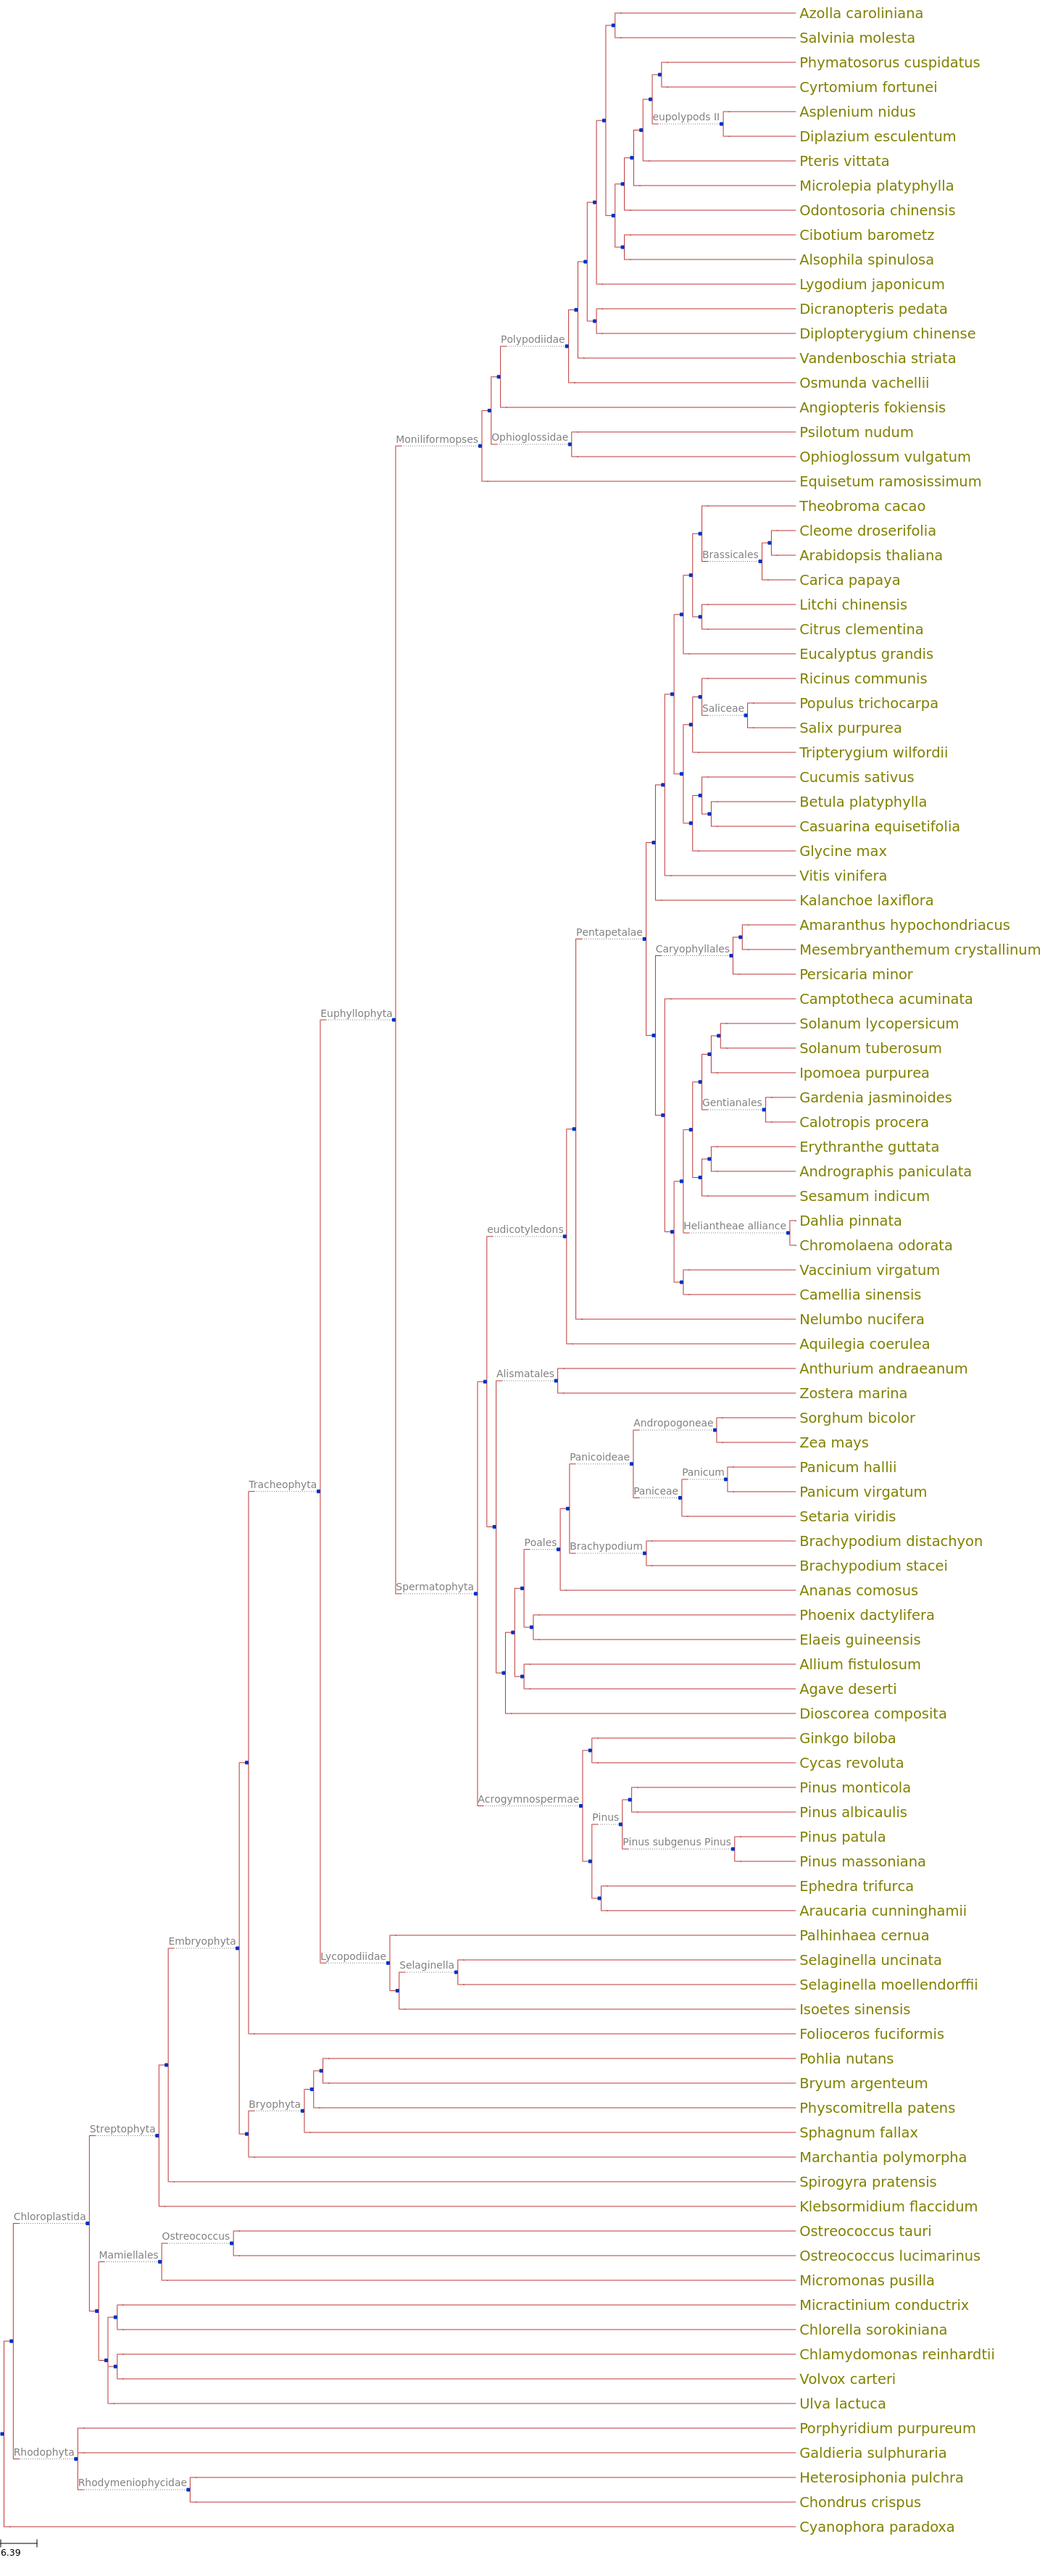 Azolla caroliniana
Salvinia molesta
Phymatosorus cuspidatus
Cyrtomium fortunei
Asplenium nidus
eupolypods II
Diplazium esculentum
Pteris vittata
Microlepia platyphylla
Odontosoria chinensis
Cibotium barometz
Alsophila spinulosa
Lygodium japonicum
Dicranopteris pedata
Diplopterygium chinense
Polypodiidae
Vandenboschia striata
Osmunda vachellii
Angiopteris fokiensis
Psilotum nudum
Moniliformopses
Ophioglossidae
Ophioglossum vulgatum
Equisetum ramosissimum
Theobroma cacao
Cleome droserifolia
Brassicales
Arabidopsis thaliana
Carica papaya
Litchi chinensis
Citrus clementina
Eucalyptus grandis
Ricinus communis
Populus trichocarpa
Saliceae
Salix purpurea
Tripterygium wilfordii
Cucumis sativus
Betula platyphylla
Casuarina equisetifolia
Glycine max
Vitis vinifera
Kalanchoe laxiflora
Amaranthus hypochondriacus
Pentapetalae
Caryophyllales
Mesembryanthemum crystallinum
Persicaria minor
Camptotheca acuminata
Euphyllophyta
Solanum lycopersicum
Solanum tuberosum
Ipomoea purpurea
Gardenia jasminoides
Gentianales
Calotropis procera
Erythranthe guttata
Andrographis paniculata
Sesamum indicum
Dahlia pinnata
eudicotyledons
Heliantheae alliance
Chromolaena odorata
Vaccinium virgatum
Camellia sinensis
Nelumbo nucifera
Aquilegia coerulea
Anthurium andraeanum
Alismatales
Zostera marina
Sorghum bicolor
Andropogoneae
Zea mays
Panicoideae
Panicum hallii
Panicum
Tracheophyta
Paniceae
Panicum virgatum
Setaria viridis
Brachypodium distachyon
Poales
Brachypodium
Brachypodium stacei
Spermatophyta
Ananas comosus
Phoenix dactylifera
Elaeis guineensis
Allium fistulosum
Agave deserti
Dioscorea composita
Ginkgo biloba
Cycas revoluta
Pinus monticola
Acrogymnospermae
Pinus albicaulis
Pinus
Pinus patula
Pinus subgenus Pinus
Pinus massoniana
Ephedra trifurca
Araucaria cunninghamii
Palhinhaea cernua
Embryophyta
Lycopodiidae
Selaginella uncinata
Selaginella
Selaginella moellendorffii
Isoetes sinensis
Folioceros fuciformis
Pohlia nutans
Bryum argenteum
Bryophyta
Physcomitrella patens
Streptophyta
Sphagnum fallax
Marchantia polymorpha
Spirogyra pratensis
Klebsormidium flaccidum
Chloroplastida
Ostreococcus tauri
Ostreococcus
Mamiellales
Ostreococcus lucimarinus
Micromonas pusilla
Micractinium conductrix
Chlorella sorokiniana
Chlamydomonas reinhardtii
Volvox carteri
Ulva lactuca
Porphyridium purpureum
Rhodophyta
Galdieria sulphuraria
Heterosiphonia pulchra
Rhodymeniophycidae
Chondrus crispus
Cyanophora paradoxa
6.39